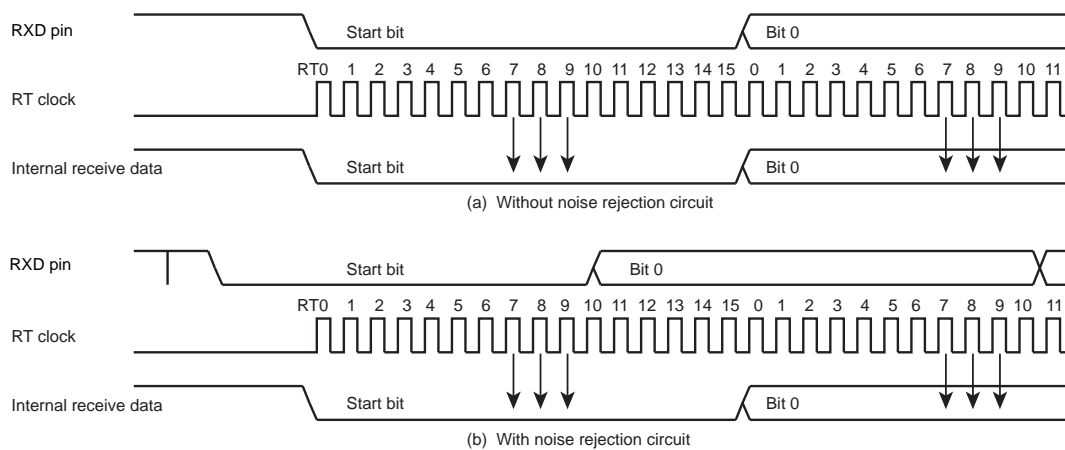 RXD pin Start bit Bit 0
RT0 1 2 3 4 5 6 7 8 9 10 11 12 13 14 15 0 1 2 3 4 5 6 7 8 9 10 11
RT clock
Internal receive data Start bit Bit 0
(a) Without noise rejection circuit
RXD pin Start bit Bit 0
RT0 1 2 3 4 5 6 7 8 9 10 11 12 13 14 15 0 1 2 3 4 5 6 7 8 9 10 11
RT clock
Internal receive data Start bit Bit 0
(b) With noise rejection circuit